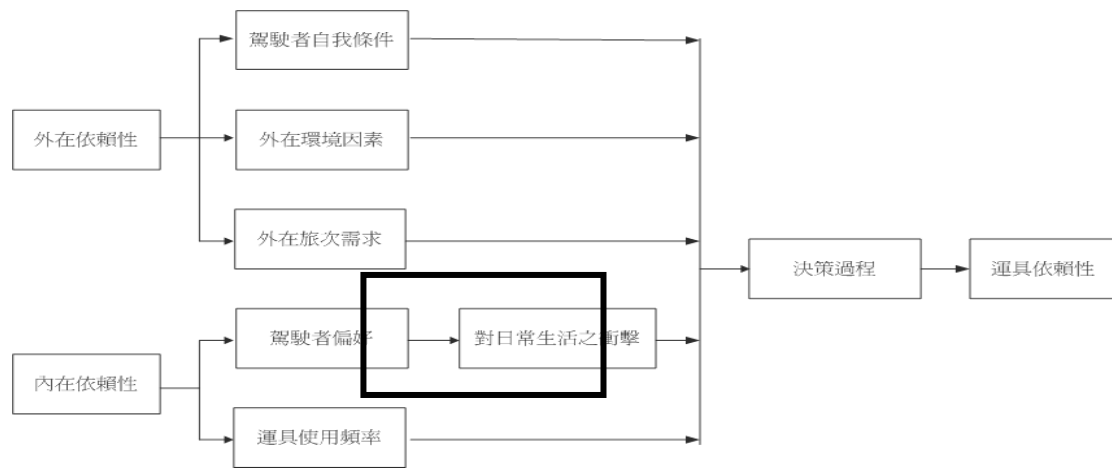 駕駛者自我條件
外在依賴性
外在環境因素
外在旅次需求
決策過程
運具依賴性
駕駛者偏好
對日常生活之衝擊
內在依賴性
運具使用頻率